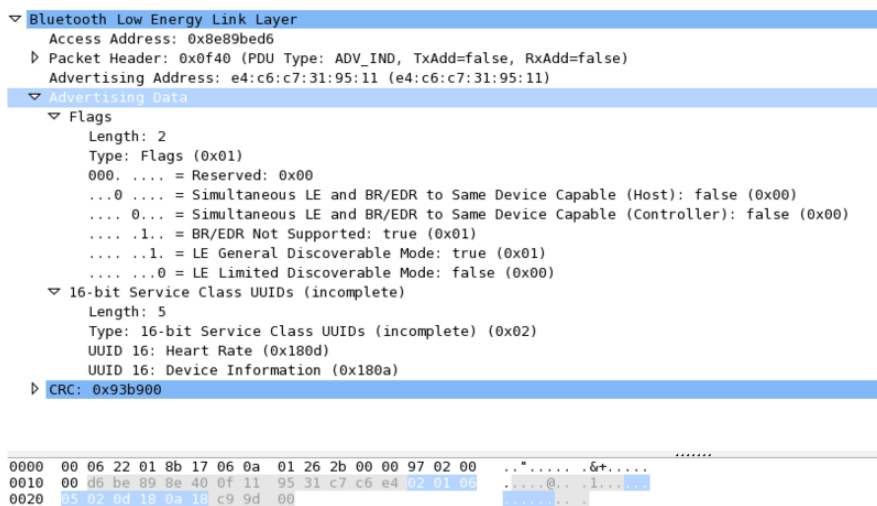 Bluetooth Low Energy Link Layer
Access Address: 0x8e89bed6
Packet Header: 0x0f40 (PDU Type: ADV_IND, TxAdd=false, RxAdd=false)
Advertising Address: e4:c6:c7:31:95:11 (e4:c6:c7:31:95:11)
Advertising Data
Flags
Length: 2
Type: Flags (0x01)
000. .... = Reserved: 0x00
...0 .... = Simultaneous LE and BR/EDR to Same Device Capable (Host): false (0x00)
.... 0... = Simultaneous LE and BR/EDR to Same Device Capable (Controller): false (0x00)
.... .1.. = BR/EDR Not Supported: true (0x01)
.... ..1. = LE General Discoverable Mode: true (0x01)
.... ...0 = LE Limited Discoverable Mode: false (0x00)
16-bit Service Class UUIDs (incomplete)
Length: 5
Type: 16-bit Service Class UUIDs (incomplete) (0x02)
UUID 16: Heart Rate (0x180d)
UUID 16: Device Information (0x180a)
CRC: 0x93b900
0000 00 06 22 01 8b 17 06 0a 01 26 2b 00 00 97 02 00 .."..... .&+.....
0010 00 d6 be 89 8e 40 0f 11 95 31 c7 c6 e4 02 01 06 .....@.. .1......
0020 05 02 0d 18 0a 18 c9 9d 00 ........ .